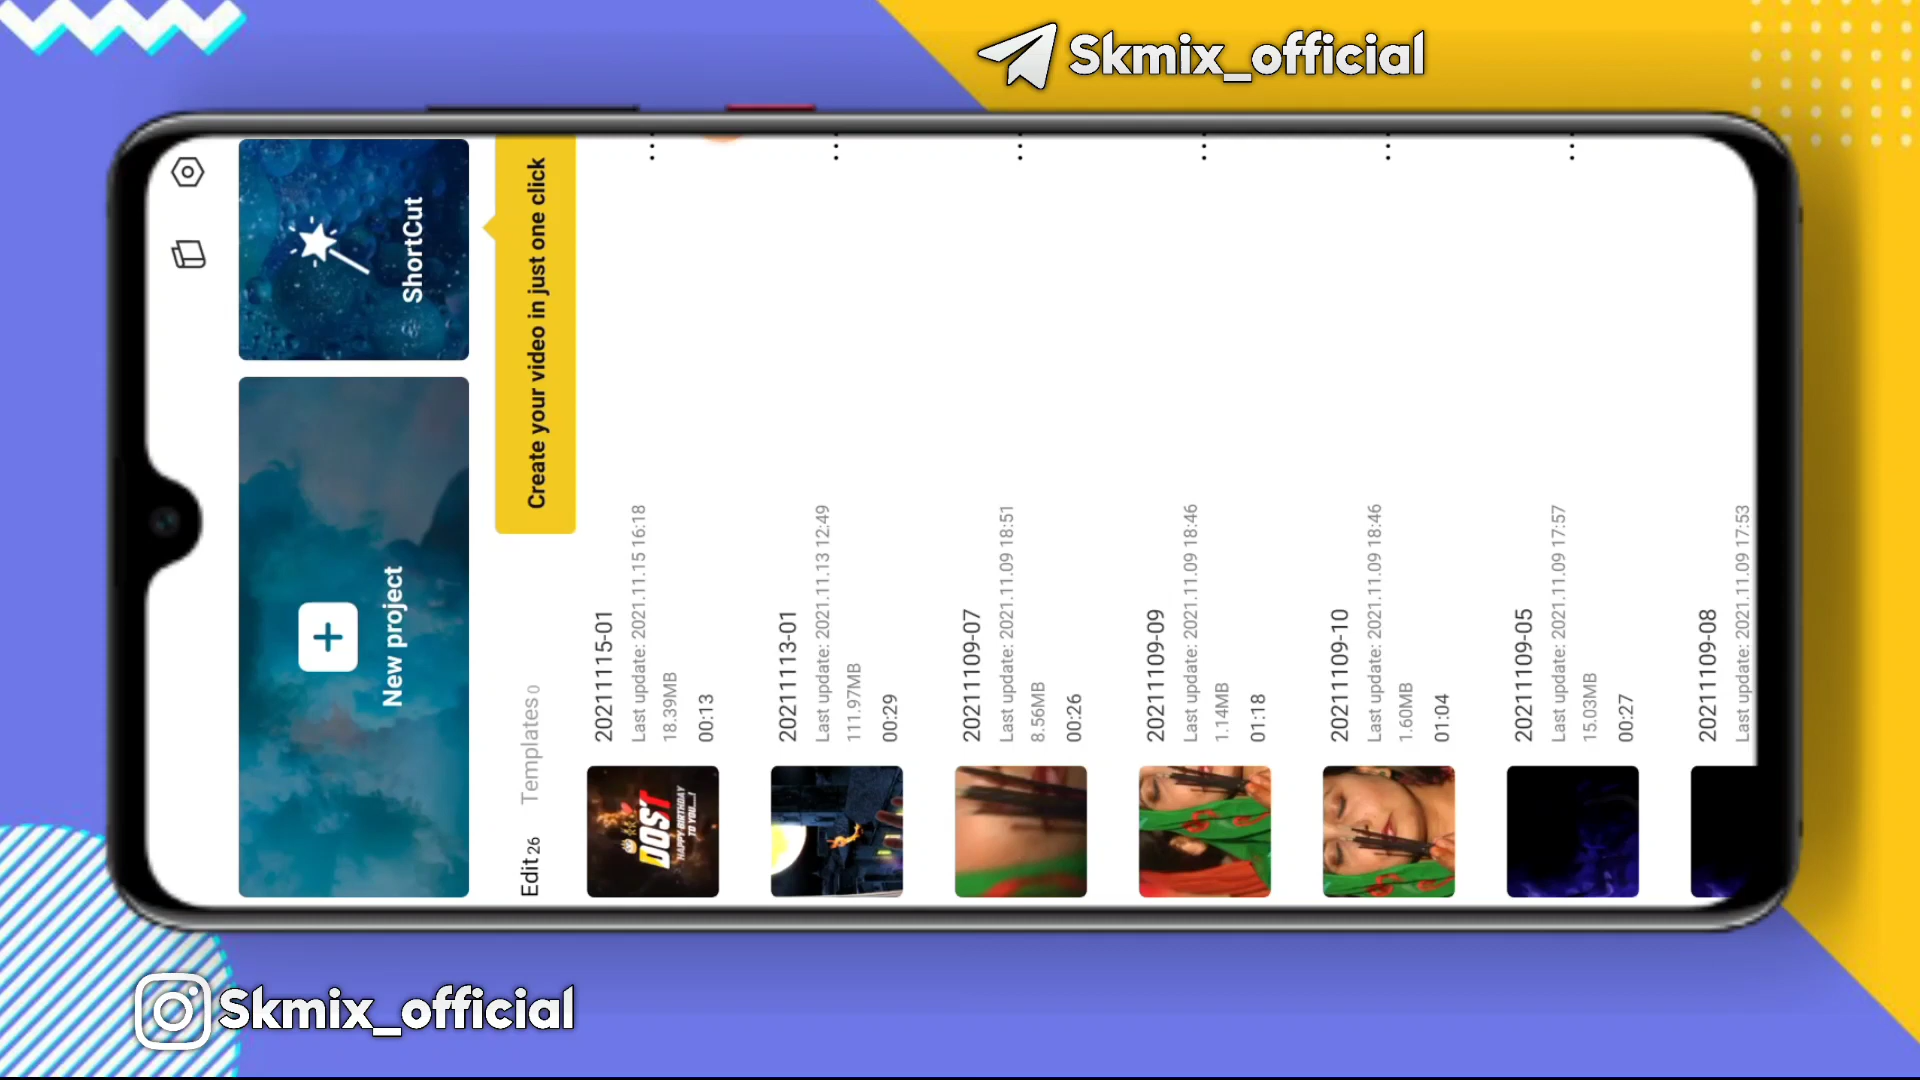 Skmix_official
ShortCut
New project
Create your video in just one click
Edit 26
Templates 0
20211115-01
Last update: 2021.11.15 16:18
18.39MB
00:13
DOST
HAPPY BIRTHDAY
TO YOU....!
20211113-01
Last update: 2021.11.13 12:49
111.97MB
00:29
20211109-07
Last update: 2021.11.09 18:51
8.56MB
00:26
20211109-09
Last update: 2021.11.09 18:46
1.14MB
01:18
20211109-10
Last update: 2021.11.09 18:46
1.60MB
01:04
20211109-05
Last update: 2021.11.09 17:57
15.03MB
00:27
20211109-08
Last update: 2021.11.09 17:53
Skmix_official